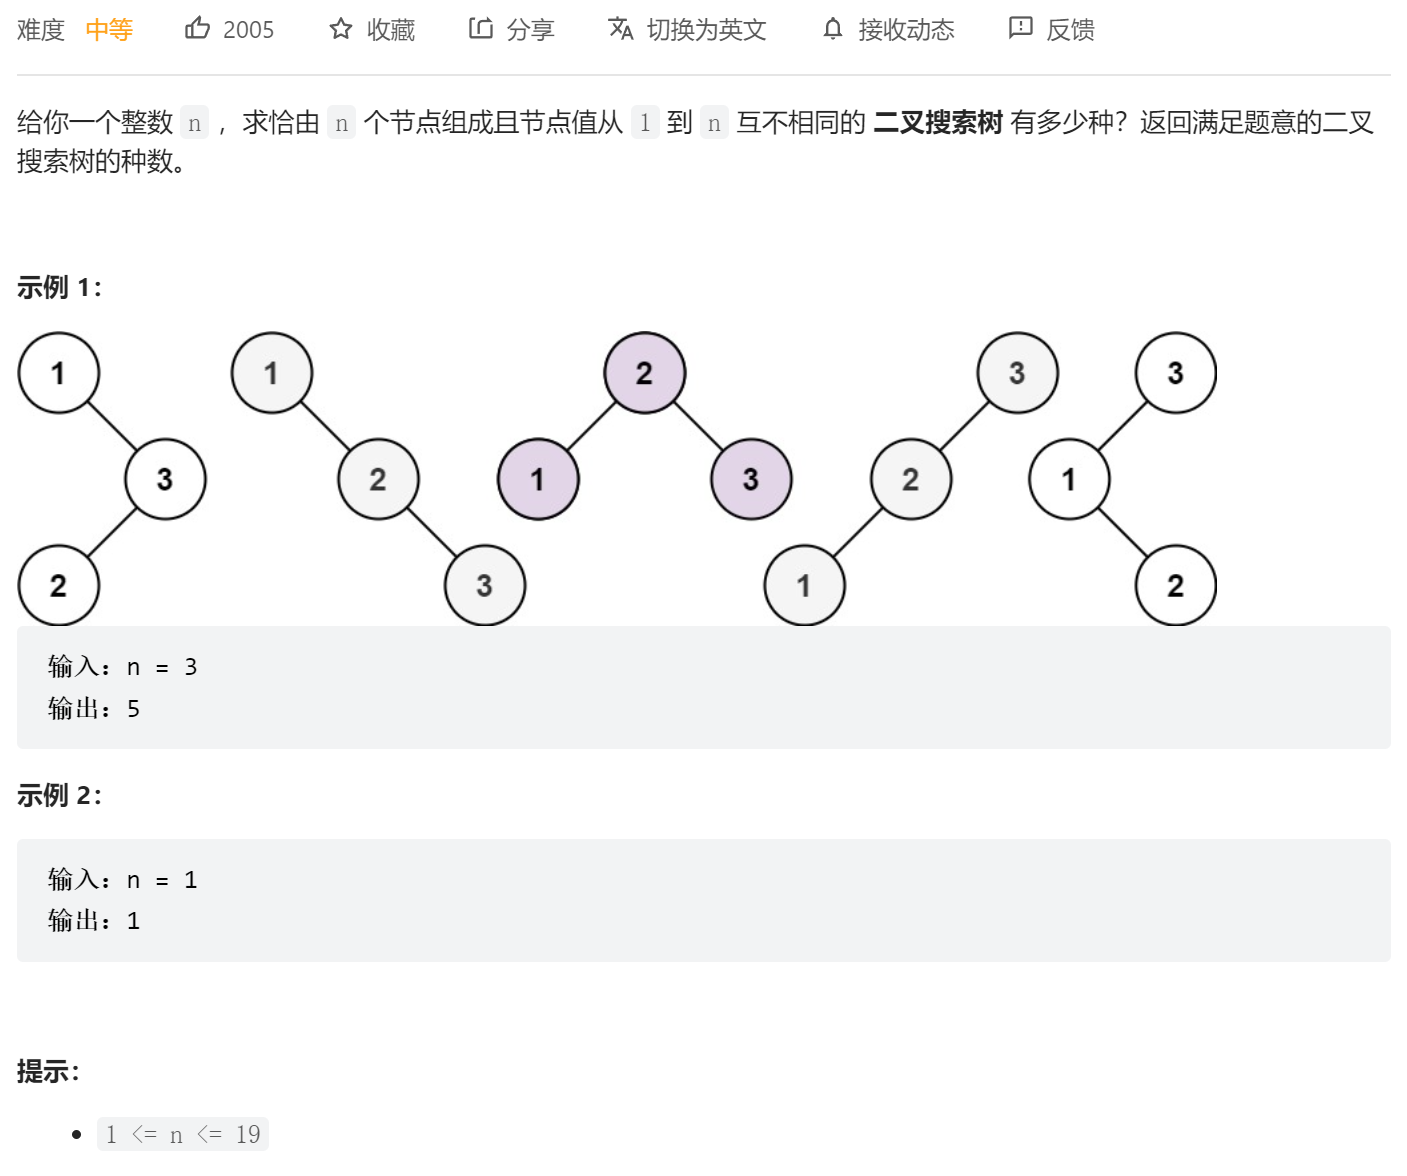 难度 中等 2005 收藏 分享 切换为英文 接收动态 反馈
给你一个整数 n ，求恰由 n 个节点组成且节点值从 1 到 n 互不相同的 二叉搜索树 有多少种？返回满足题意的二叉
搜索树的种数。
示例 1：
1 1 2 3 3
3 2 1 3 2 1
2 3 1 2
输入：n = 3
输出：5
示例 2：
输入：n = 1
输出：1
提示：
• 1 <= n <= 19